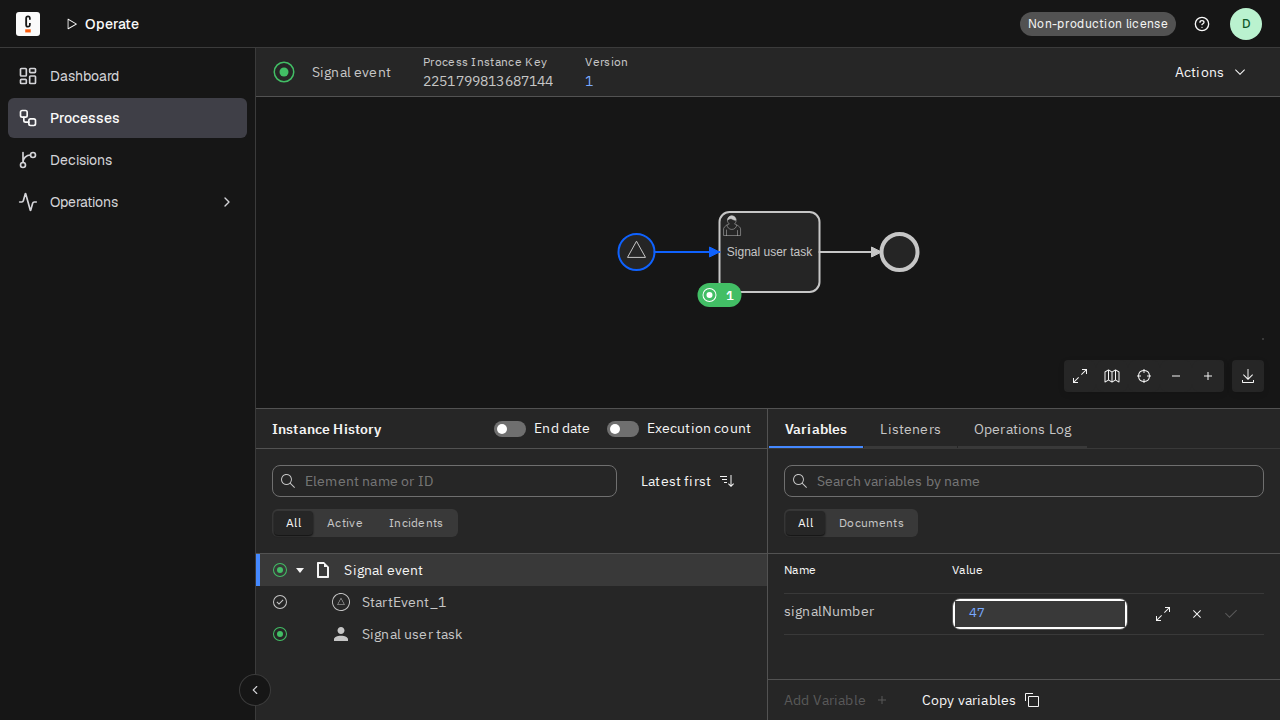 Operate
Non-production license
D
Dashboard
Processes
Decisions
Operations
Signal event
Process Instance Key
2251799813687144
Version
1
Actions
Signal user task
1
Instance History
End date
Execution count
Variables
Listeners
Operations Log
Element name or ID
Latest first
Search variables by name
All
Active
Incidents
All
Documents
Signal event
StartEvent_1
Signal user task
Name
Value
signalNumber
47
Add Variable
Copy variables